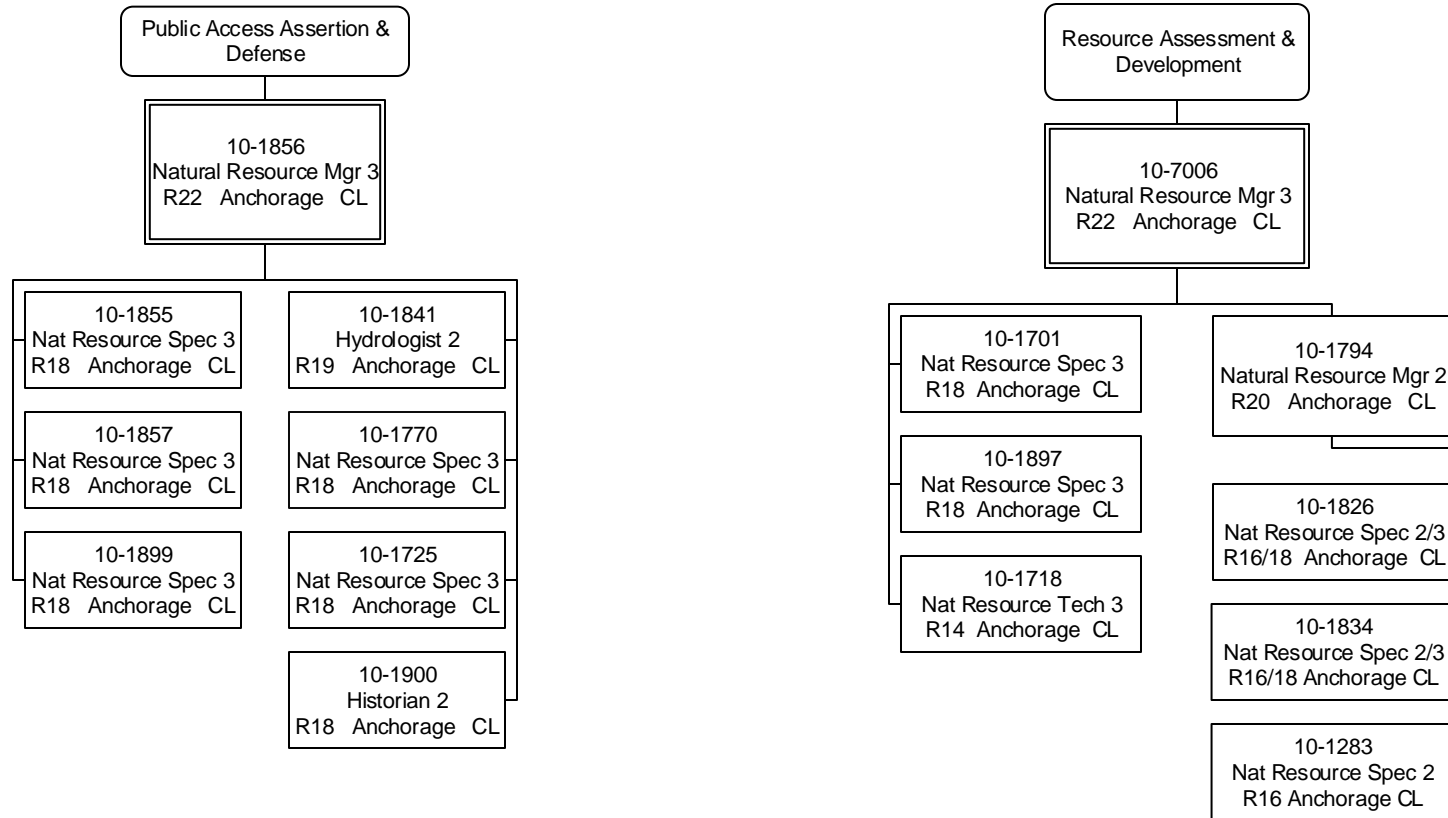 Public Access Assertion &
Defense
10-1856
Natural Resource Mgr 3
R22 Anchorage CL
10-1855
Nat Resource Spec 3
R18 Anchorage CL
10-1857
Nat Resource Spec 3
R18 Anchorage CL
10-1899
Nat Resource Spec 3
R18 Anchorage CL
10-1841
Hydrologist 2
R19 Anchorage CL
10-1770
Nat Resource Spec 3
R18 Anchorage CL
10-1725
Nat Resource Spec 3
R18 Anchorage CL
10-1900
Historian 2
R18 Anchorage CL
Resource Assessment &
Development
10-7006
Natural Resource Mgr 3
R22 Anchorage CL
10-1701
Nat Resource Spec 3
R18 Anchorage CL
10-1897
Nat Resource Spec 3
R18 Anchorage CL
10-1718
Nat Resource Tech 3
R14 Anchorage CL
10-1794
Natural Resource Mgr 2
R20 Anchorage CL
10-1826
Nat Resource Spec 2/3
R16/18 Anchorage CL
10-1834
Nat Resource Spec 2/3
R16/18 Anchorage CL
10-1283
Nat Resource Spec 2
R16 Anchorage CL